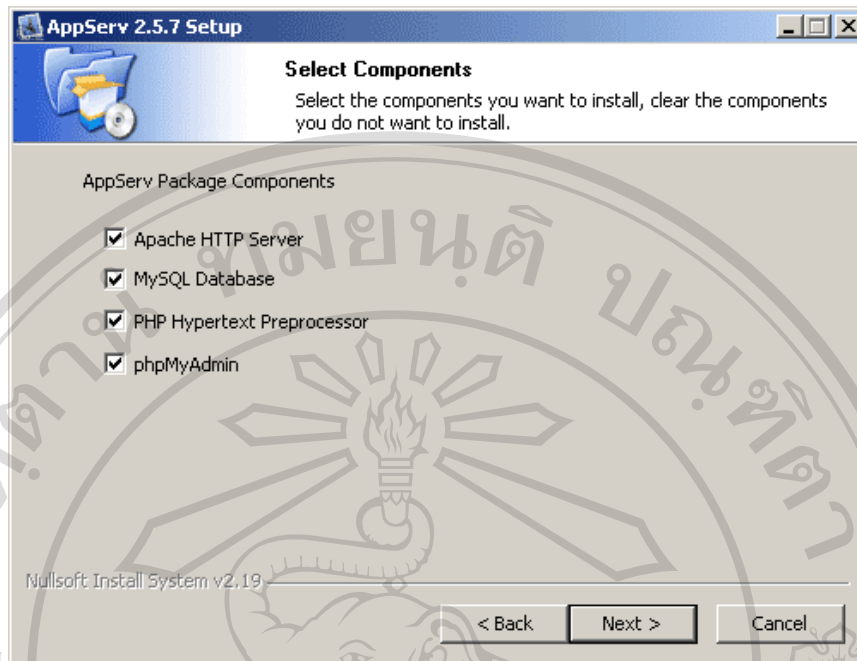 AppServ 2.5.7 Setup
Select Components
Select the components you want to install, clear the components
you do not want to install.
AppServ Package Components
Apache HTTP Server
MySQL Database
PHP Hypertext Preprocessor
phpMyAdmin
Nullsoft Install System v2.19
< Back
Next >
Cancel